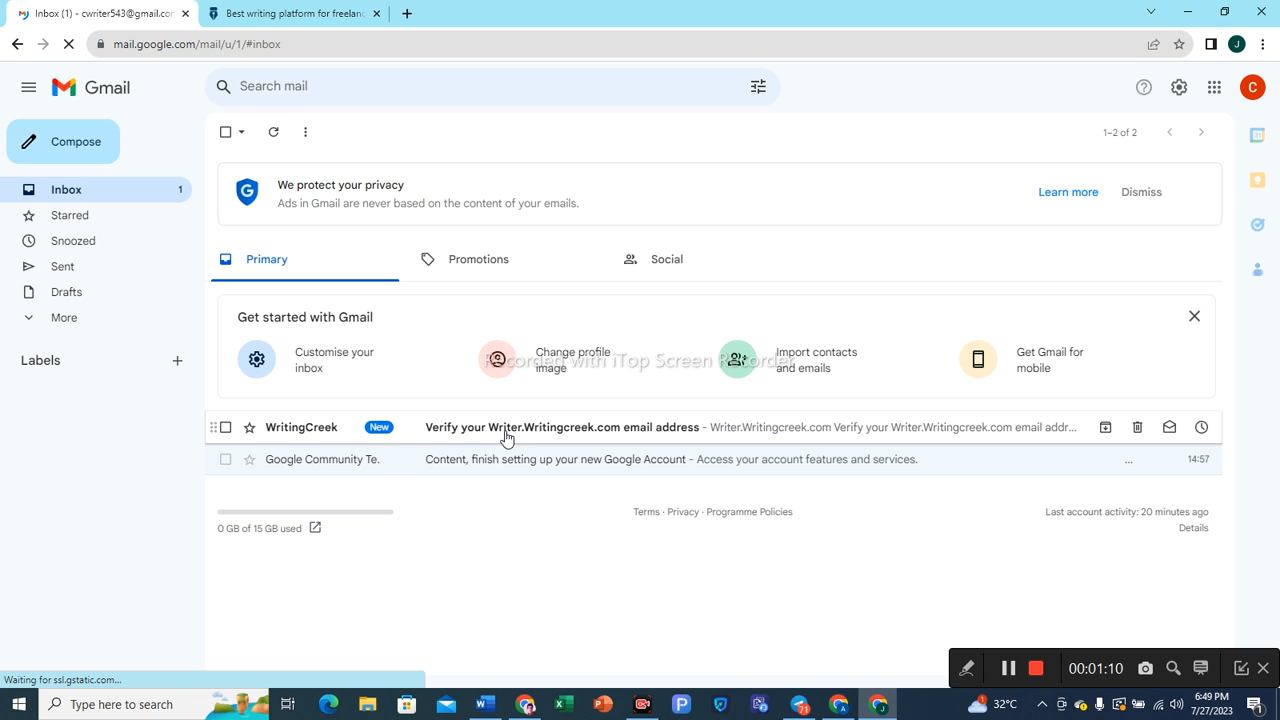 Inbox (1) - cwriter543@gmail.con
Best writing platform for freelanc
mail.google.com/mail/u/1/#inbox
J
Gmail
Search mail
C
Compose
1–2 of 2
Inbox 1
Starred
Snoozed
Sent
Drafts
More
Labels
We protect your privacy
Ads in Gmail are never based on the content of your emails.
Learn more
Dismiss
Primary
Promotions
Social
Get started with Gmail
Customise your
inbox
Change profile
image
Import contacts
and emails
Get Gmail for
mobile
Recorded with iTop Screen Recorder
WritingCreek New Verify your Writer.Writingcreek.com email address - Writer.Writingcreek.com Verify your Writer.Writingcreek.com email addr...
Google Community Te. Content, finish setting up your new Google Account - Access your account features and services. ... 14:57
0 GB of 15 GB used
Terms · Privacy · Programme Policies
Last account activity: 20 minutes ago
Details
00:01:10
Waiting for ssl.gstatic.com...
Type here to search
71
32°C
6:49 PM
7/27/2023